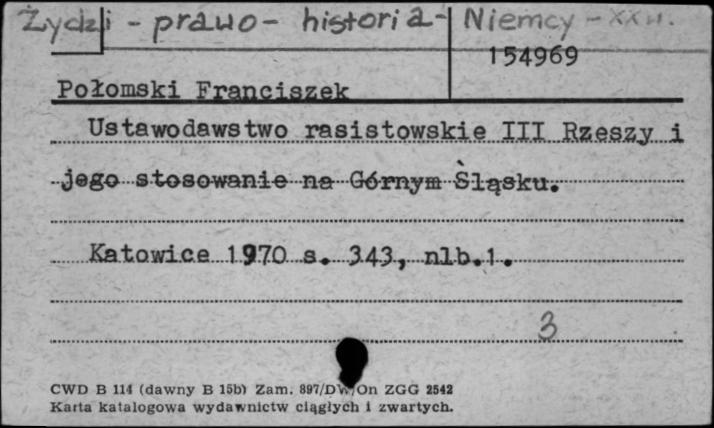 Żydzi - prawo - historia - Niemcy - XX w.
154969
Połomski Franciszek
Ustawodawstwo rasistowskie III Rzeszy i
jego stosowanie na Górnym Śląsku.
Katowice 1970 s. 343, nlb.1.
3
CWD B 114 (dawny B 15b) Zam. 897/DW/On ZGG 2542
Karta katalogowa wydawnictw ciągłych i zwartych.